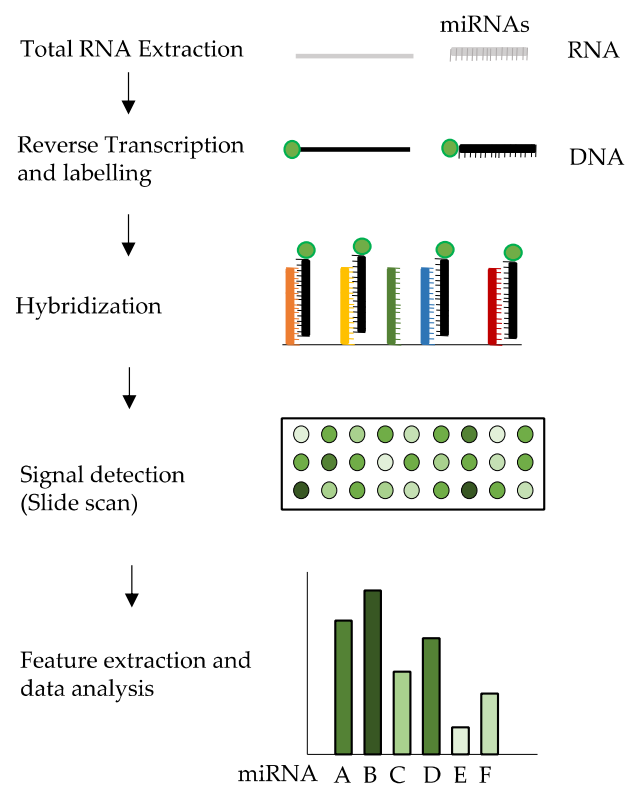 miRNAs
Total RNA Extraction
RNA
Reverse Transcription
and labelling
DNA
Hybridization
Signal detection
(Slide scan)
Feature extraction and
data analysis
miRNA A B C D E F